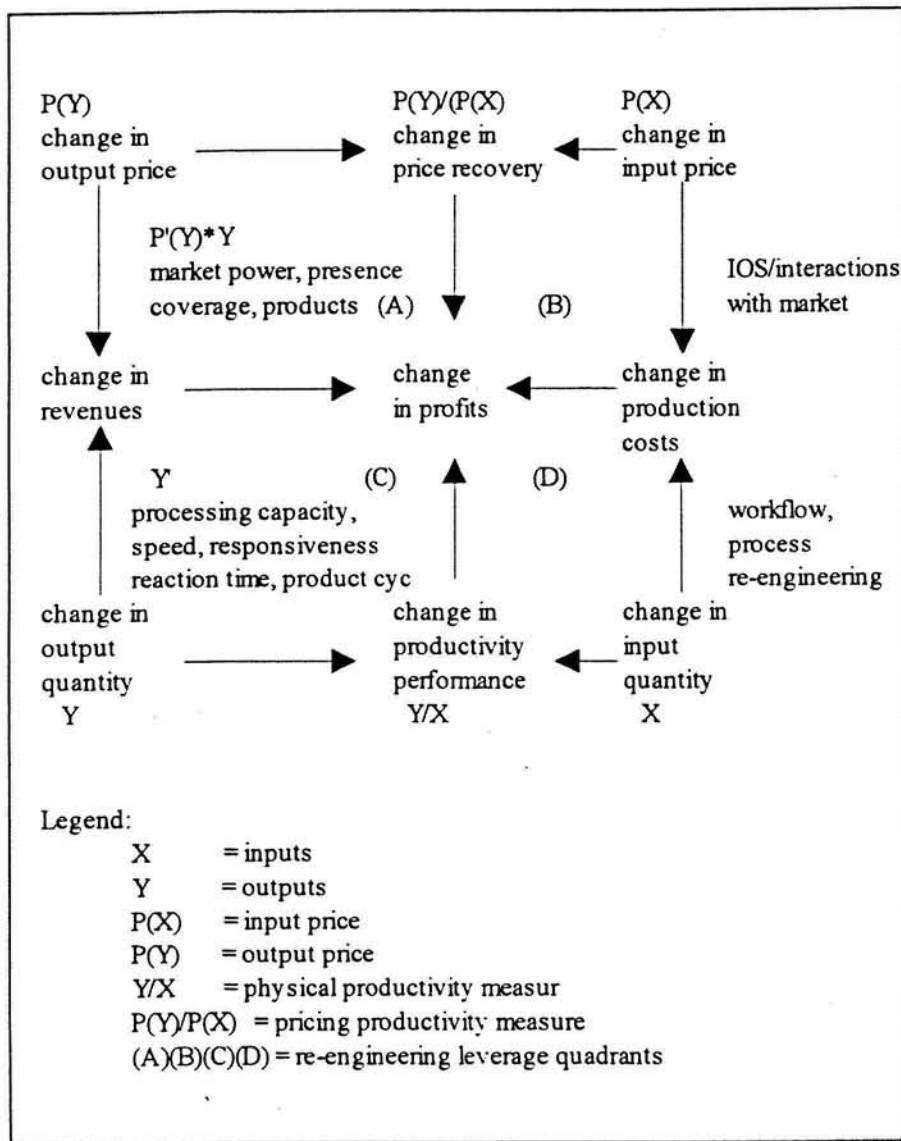 P(Y) P(Y)/(P(X) P(X)
change in change in change in
output price price recovery input price
P'(Y)* Y
market power, presence IOS/interactions
coverage, products (A) (B) with market
change in change change in
revenues in profits production
costs
Y' (C) (D)
processing capacity, workflow,
speed, responsiveness process
reaction time, product cyc re-engineering
change in change in change in
output productivity input
quantity performance quantity
Y Y/X X
Legend:
X = inputs
Y = outputs
P(X) = input price
P(Y) = output price
Y/X = physical productivity measur
P(Y)/P(X) = pricing productivity measure
(A)(B)(C)(D) = re-engineering leverage quadrants